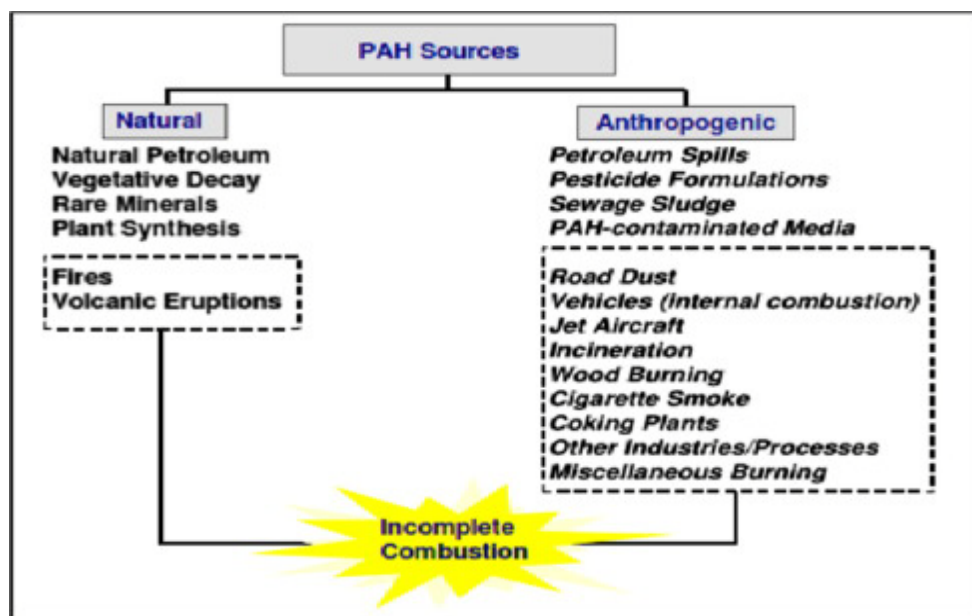 PAH Sources
Natural
Natural Petroleum
Vegetative Decay
Rare Minerals
Plant Synthesis
Fires
Volcanic Eruptions
Anthropogenic
Petroleum Spills
Pesticide Formulations
Sewage Sludge
PAH-contaminated Media
Road Dust
Vehicles (Internal combustion)
Jet Aircraft
Incineration
Wood Burning
Cigarette Smoke
Coking Plants
Other Industries/Processes
Miscellaneous Burning
Incomplete
Combustion